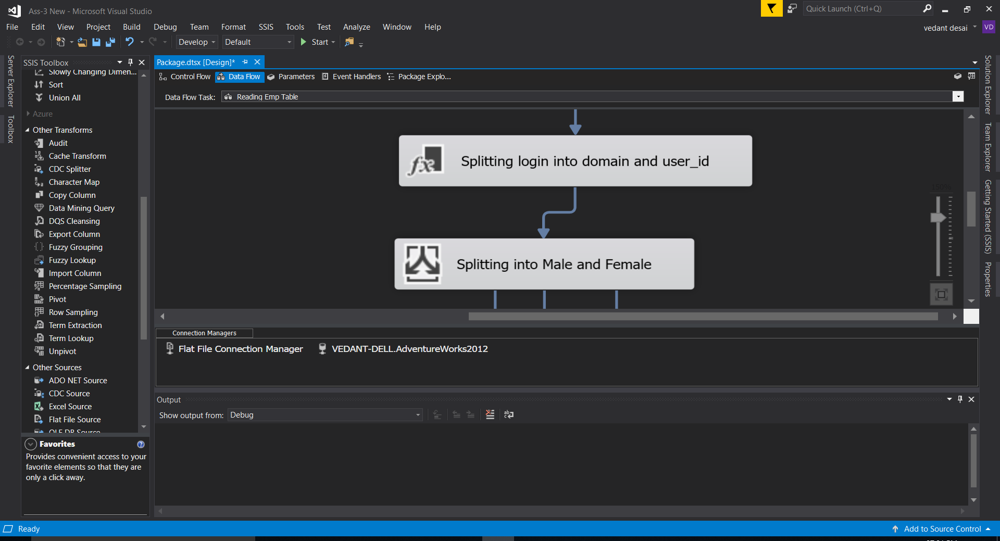 Ass-3 New - Microsoft Visual Studio
Quick Launch (Ctrl+Q)
File Edit View Project Build Debug Team Format SSIS Tools Test Analyze Window Help
vedant desai VD
Develop Default Start
Server Explorer
Toolbox
SSIS Toolbox
Slowly Changing Dimen...
Sort
Union All
Azure
Other Transforms
Audit
Cache Transform
CDC Splitter
Character Map
Copy Column
Data Mining Query
DQS Cleansing
Export Column
Fuzzy Grouping
Fuzzy Lookup
Import Column
Percentage Sampling
Pivot
Row Sampling
Term Extraction
Term Lookup
Unpivot
Other Sources
ADO NET Source
CDC Source
Excel Source
Flat File Source
OLE DB Source
Favorites
Provides convenient access to your
favorite elements so that they are
only a click away.
Package.dtsx [Design]*
Control Flow Data Flow Parameters Event Handlers Package Explo...
Data Flow Task: Reading Emp Table
fx Splitting login into domain and user_id
150%
Splitting into Male and Female
Connection Managers
Flat File Connection Manager VEDANT-DELL.AdventureWorks2012
Output
Show output from: Debug
Solution Explorer
Team Explorer
Getting Started (SSIS)
Properties
Ready
Add to Source Control